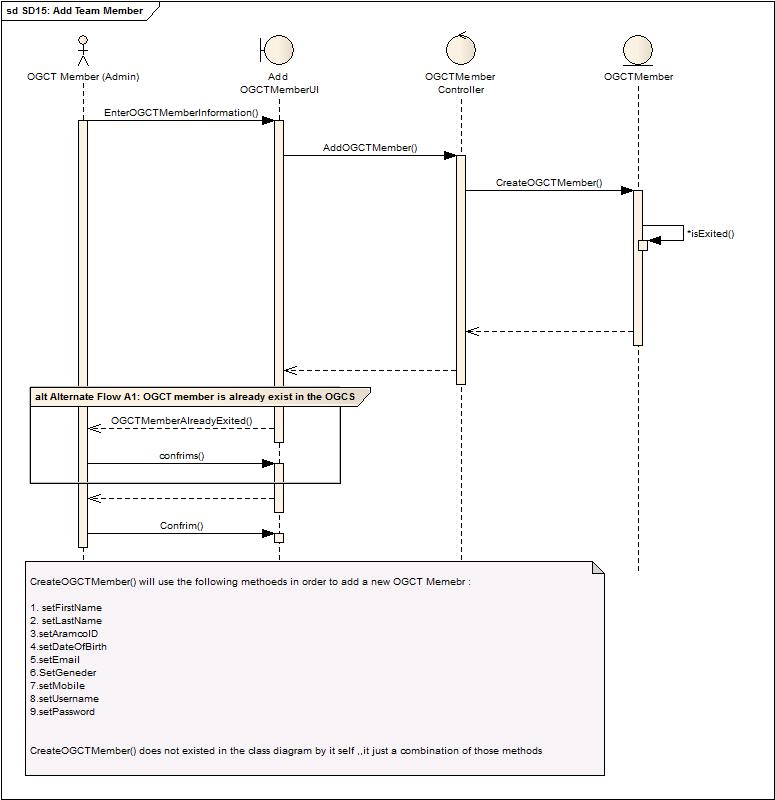 sd SD15: Add Team Member
OGCT Member (Admin)
Add
OGCTMemberUI
OGCTMember
Controller
OGCTMember
EnterOGCTMemberInformation()
AddOGCTMember()
CreateOGCTMember()
*isExited()
alt Alternate Flow A1: OGCT member is already exist in the OGCS
OGCTMemberAlreadyExited()
confrims()
Confrim()
CreateOGCTMember() will use the following methoeds in order to add a new OGCT Memebr :
1. setFirstName
2. setLastName
3.setAramcoID
4.setDateOfBirth
5.setEmail
6.SetGeneder
7.setMobile
8.setUsername
9.setPassword
CreateOGCTMember() does not existed in the class diagram by it self ,,it just a combination of those methods